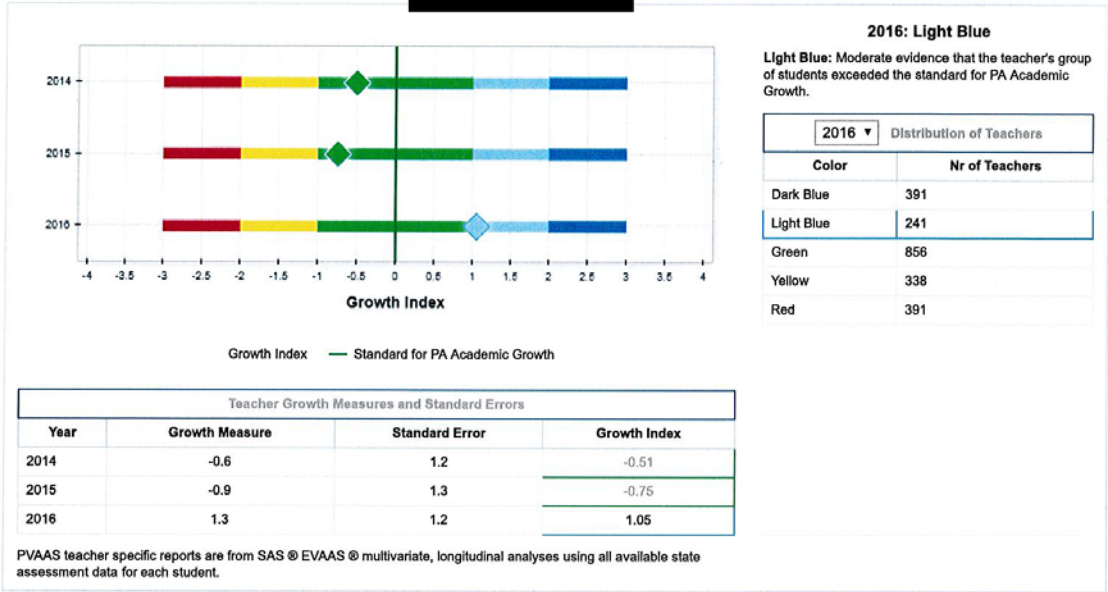 2016: Light Blue
Light Blue: Moderate evidence that the teacher's group
of students exceeded the standard for PA Academic
Growth.
2014
2015
2016
-4 -3.5 -3 -2.5 -2 -1.5 -1 -0.5 0 0.5 1 1.5 2 2.5 3 3.5 4
Growth Index
Growth Index Standard for PA Academic Growth
2016 ▼ Distribution of Teachers
Color Nr of Teachers
Dark Blue 391
Light Blue 241
Green 856
Yellow 338
Red 391
Teacher Growth Measures and Standard Errors
Year Growth Measure Standard Error Growth Index
2014 -0.6 1.2 -0.51
2015 -0.9 1.3 -0.75
2016 1.3 1.2 1.05
PVAAS teacher specific reports are from SAS ® EVAAS ® multivariate, longitudinal analyses using all available state
assessment data for each student.